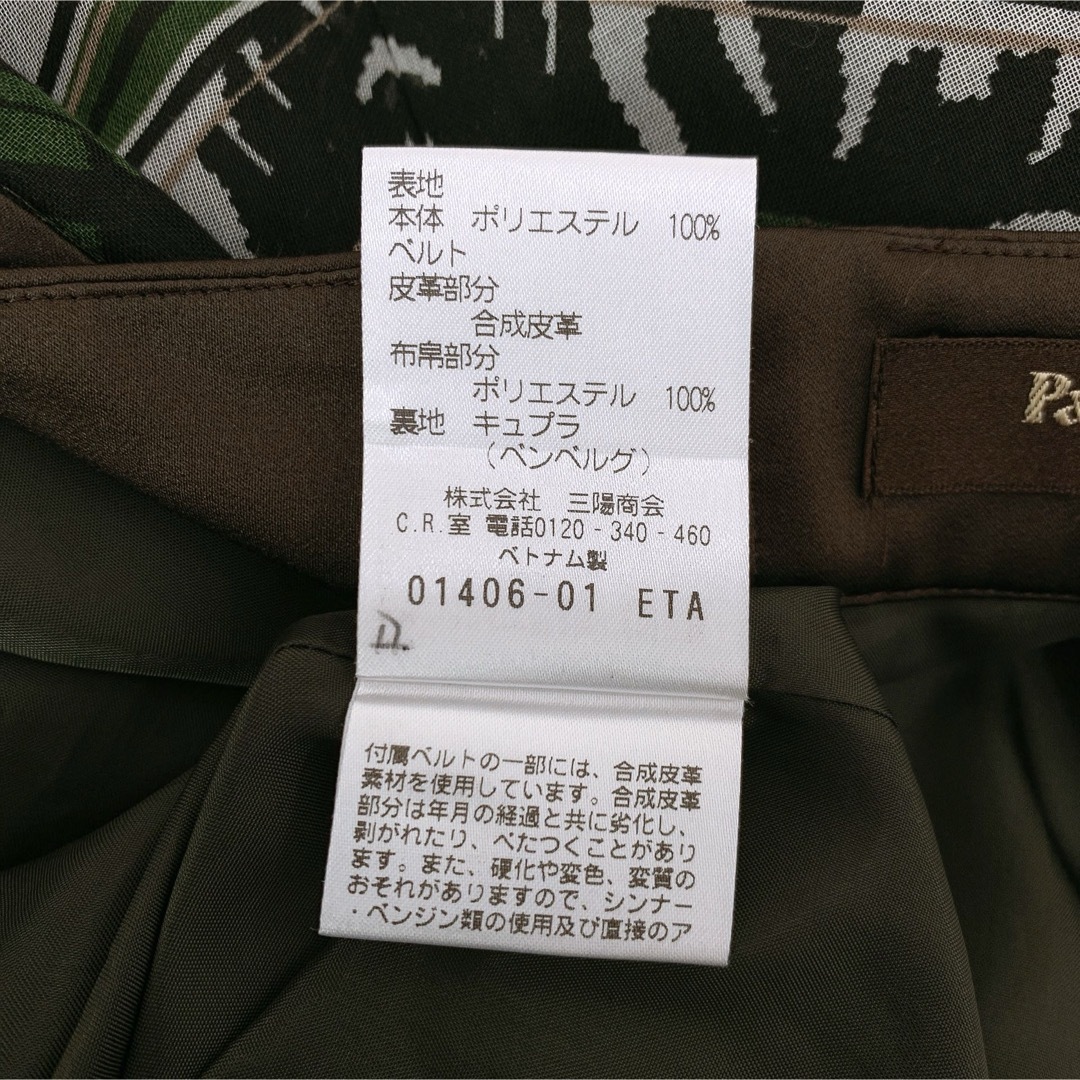 表地
本体 ポリエステル 100%
ベルト
皮革部分
合成皮革
布帛部分
ポリエステル 100%
裏地 キュプラ
（ベンベルグ）
株式会社 三陽商会
C.R.室 電話0120-340-460
ベトナム製
01406-01 ETA
付属ベルトの一部には、合成皮革
素材を使用しています。合成皮革
部分は年月の経過と共に劣化し、
剥がれたり、べたつくことがあり
ます。また、硬化や変色、変質の
おそれがありますので、シンナー
・ベンジン類の使用及び直接のア